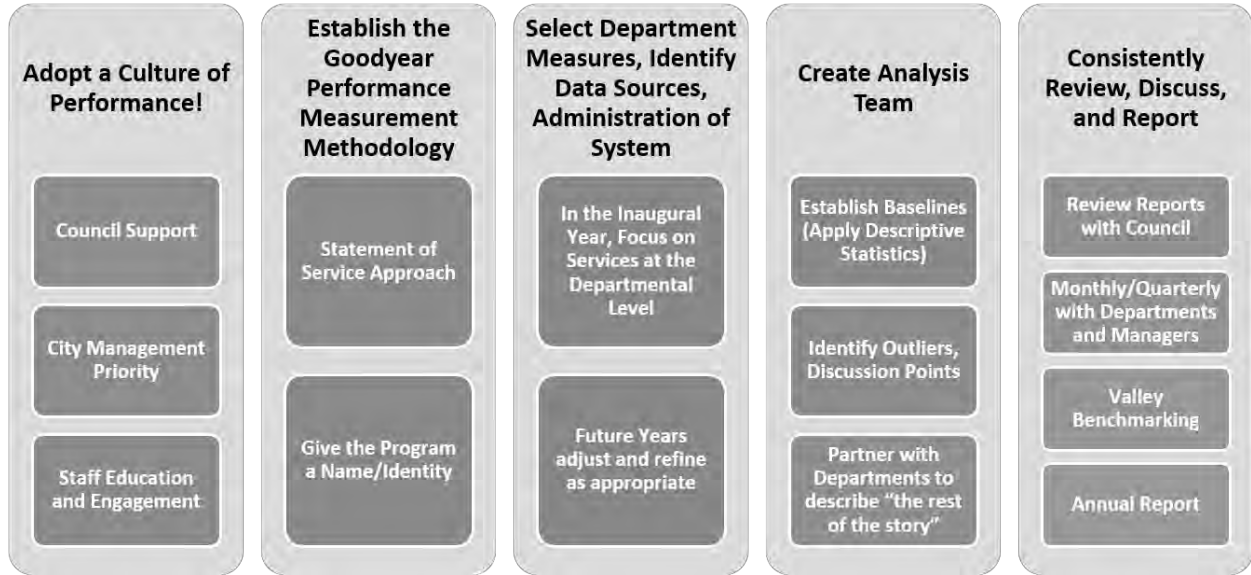 Adopt a Culture of
Performance!
Council Support
City Management
Priority
Staff Education
and Engagement
Establish the
Goodyear
Performance
Measurement
Methodology
Statement of
Service Approach
Give the Program
a Name/Identity
Select Department
Measures, Identify
Data Sources,
Administration of
System
In the Inaugural
Year, Focus on
Services at the
Departmental
Level
Future Years
adjust and refine
as appropriate
Create Analysis
Team
Establish Baselines
(Apply Descriptive
Statistics)
Identify Outliers,
Discussion Points
Partner with
Departments to
describe “the rest
of the story”
Consistently
Review, Discuss,
and Report
Review Reports
with Council
Monthly/Quarterly
with Departments
and Managers
Valley
Benchmarking
Annual Report